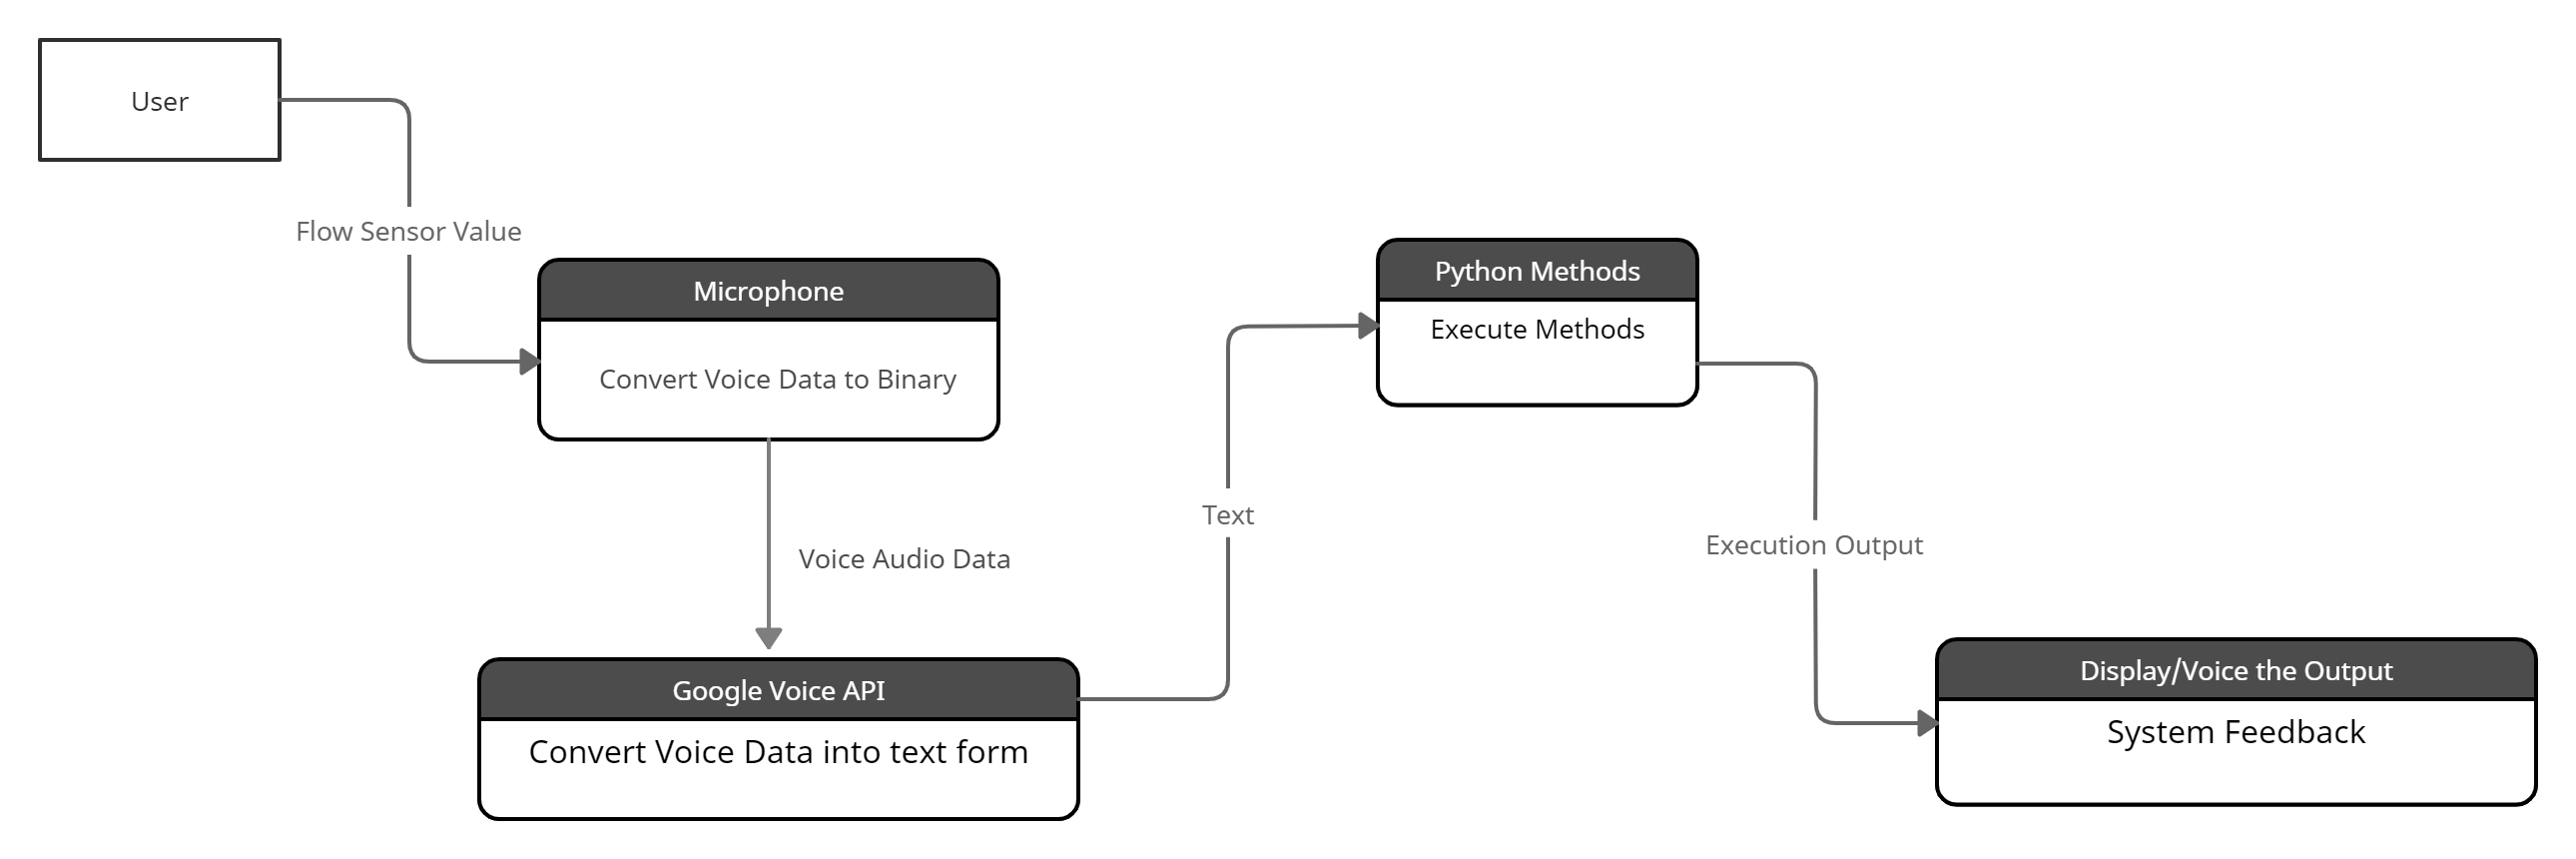 User
Flow Sensor Value
Microphone
Convert Voice Data to Binary
Voice Audio Data
Google Voice API
Convert Voice Data into text form
Text
Python Methods
Execute Methods
Execution Output
Display/Voice the Output
System Feedback